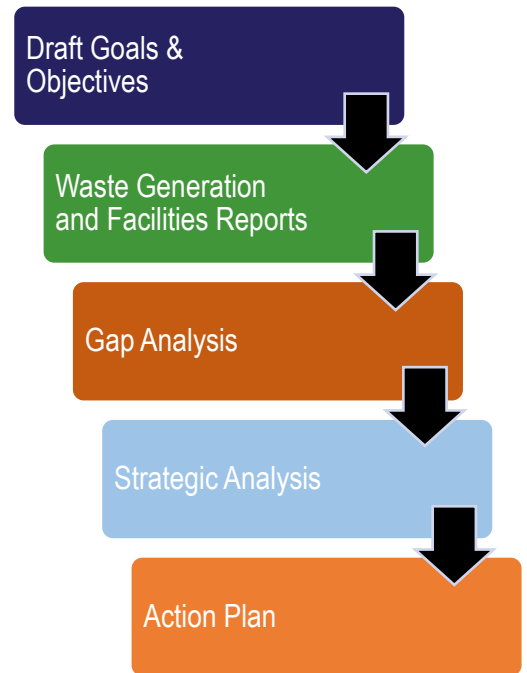 Draft Goals &
Objectives
Waste Generation
and Facilities Reports
Gap Analysis
Strategic Analysis
Action Plan